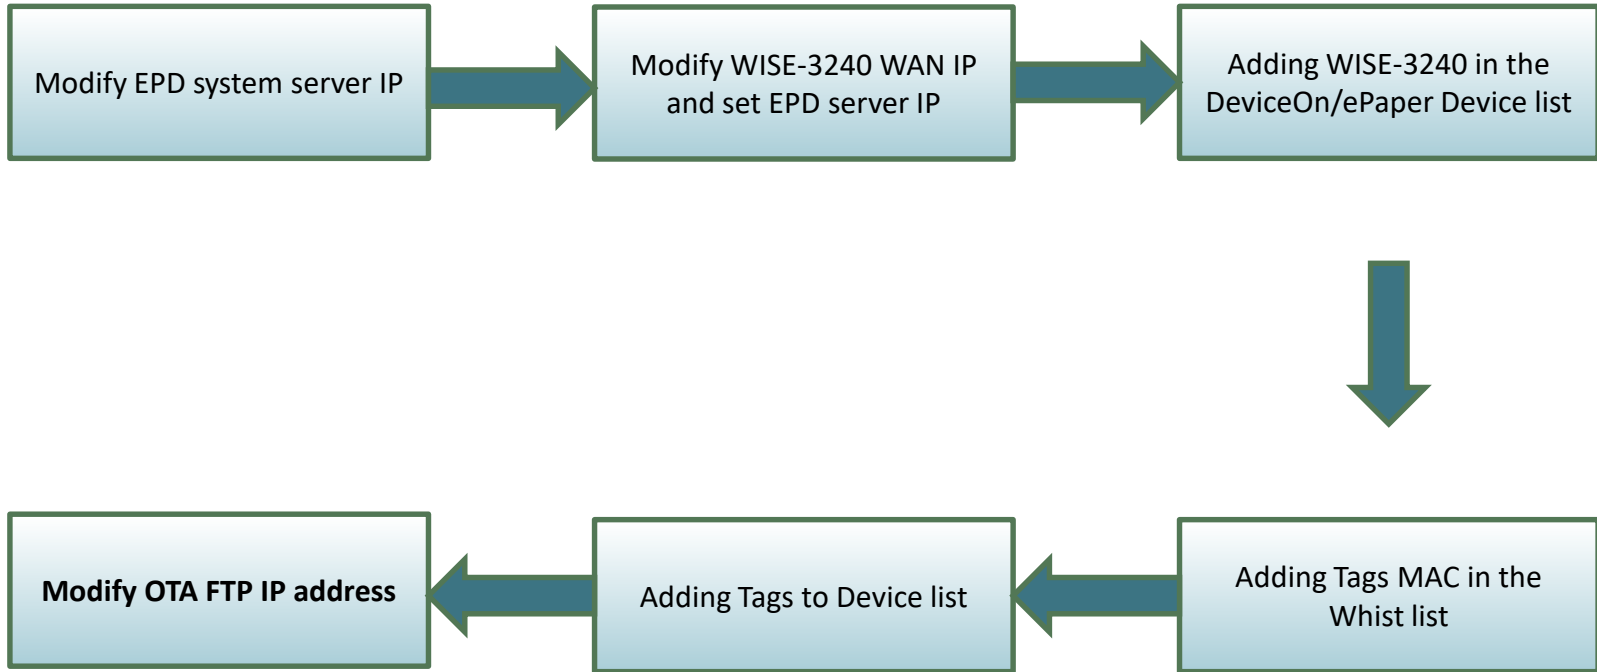 Modify EPD system server IP
Modify WISE-3240 WAN IP
and set EPD server IP
Adding WISE-3240 in the
DeviceOn/ePaper Device list
Adding Tags MAC in the
Whist list
Adding Tags to Device list
Modify OTA FTP IP address